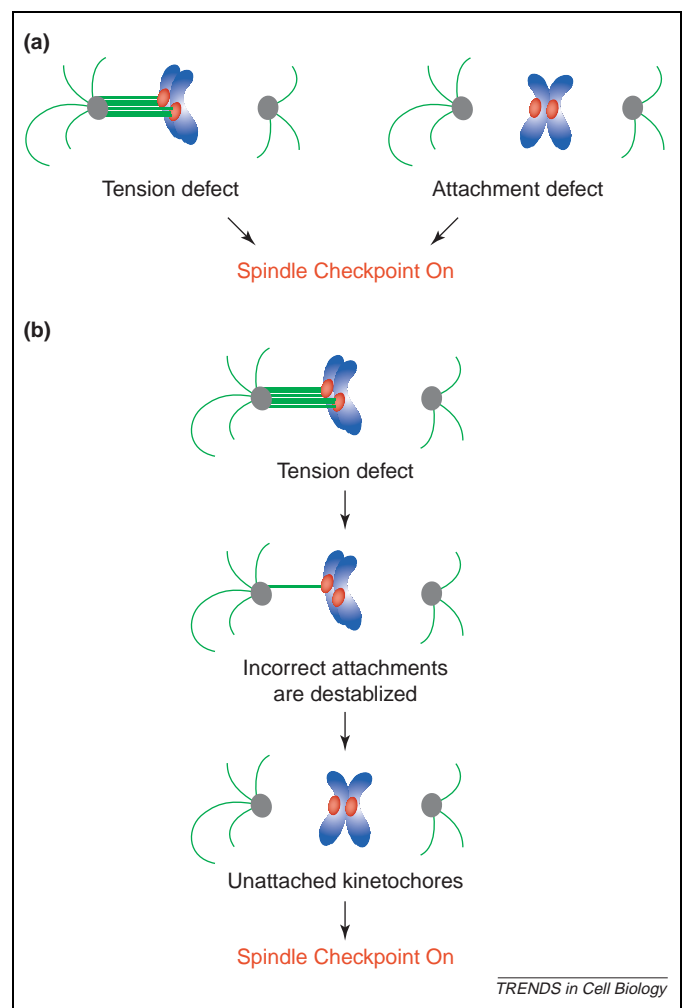 (a)
Tension defect
Attachment defect
Spindle Checkpoint On
(b)
Tension defect
Incorrect attachments
are destablized
Unattached kinetochores
Spindle Checkpoint On
TRENDS in Cell Biology